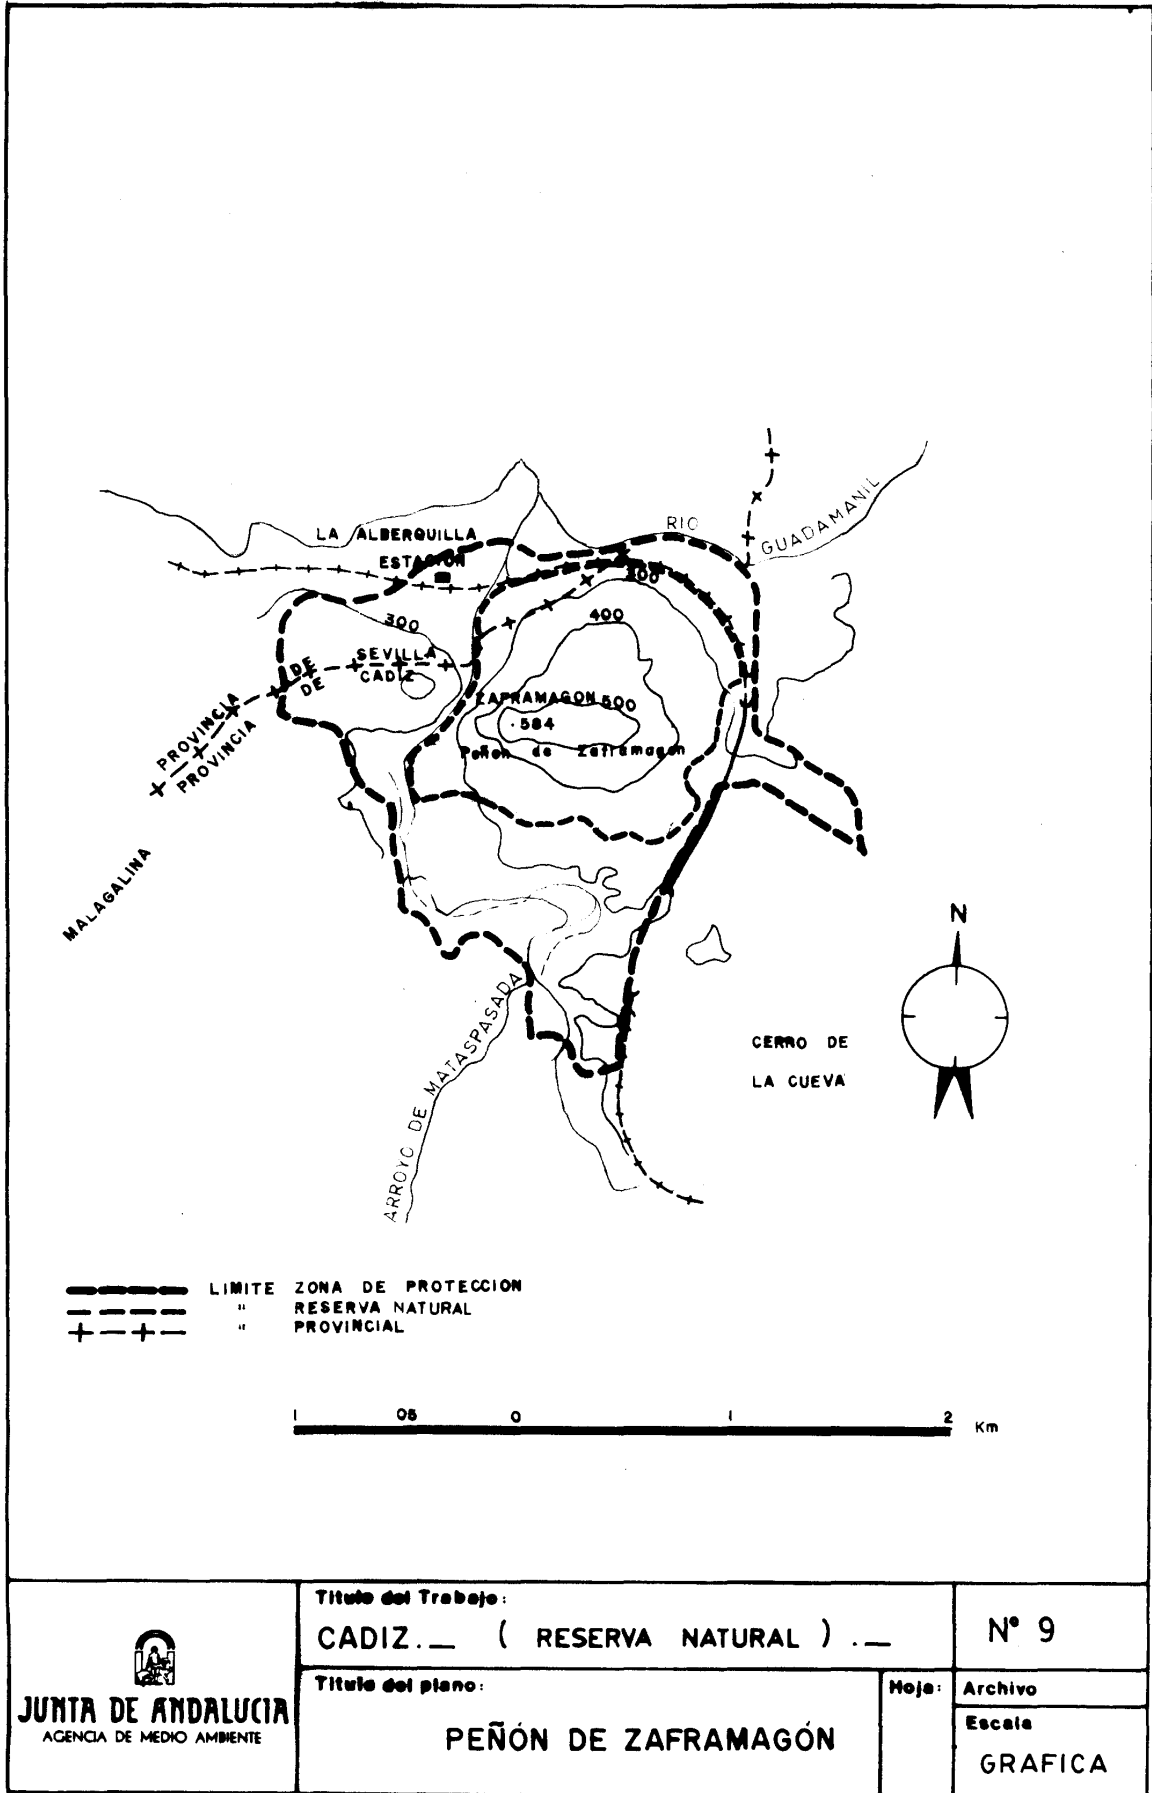 RIO
GUADAMANIL
LA ALBERQUILLA
ESTACION
300
300
400
SEVILLA
CADIZ
PROVINCIA DE
PROVINCIA DE
ZAFRAMAGON 500
584
Peñon de Zaframagon
MALAGALINA
ARROYO DE MATASPASADA
N
CERRO DE
LA CUEVA
LIMITE ZONA DE PROTECCION
" RESERVA NATURAL
" PROVINCIAL
1 05 0 1 2 Km
Titulo del Trabajo:
CADIZ.— ( RESERVA NATURAL ) .—
Nº 9
JUNTA DE ANDALUCIA
AGENCIA DE MEDIO AMBIENTE
Titulo del plano:
PEÑÓN DE ZAFRAMAGÓN
Hoja:
Archivo
Escala
GRAFICA